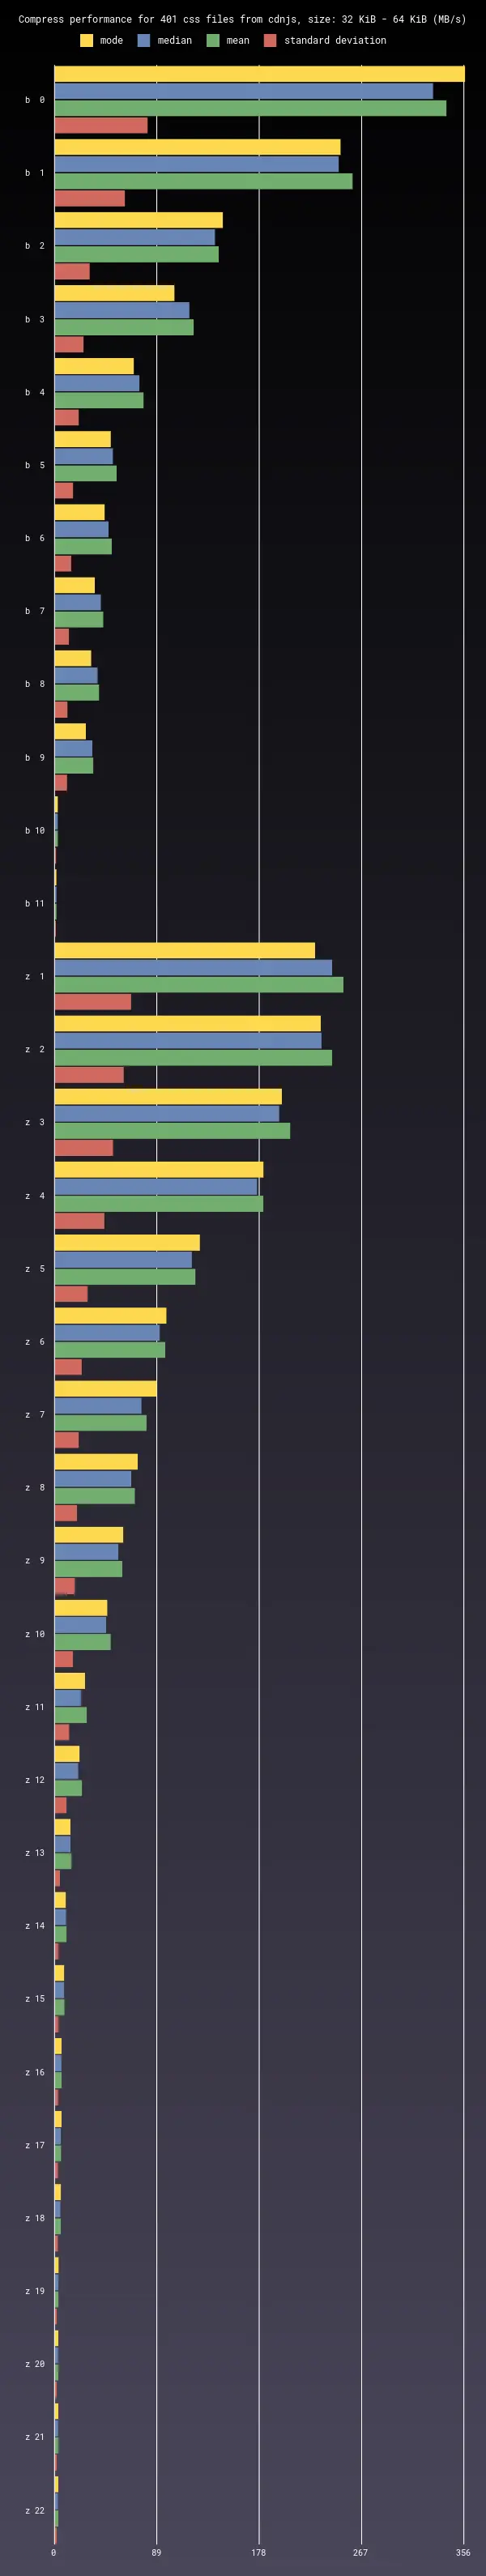 Compress performance for 401 css files from cdnjs, size: 32 KiB - 64 KiB (MB/s)
mode median mean standard deviation
b 0
b 1
b 2
b 3
b 4
b 5
b 6
b 7
b 8
b 9
b 10
b 11
z 1
z 2
z 3
z 4
z 5
z 6
z 7
z 8
z 9
z 10
z 11
z 12
z 13
z 14
z 15
z 16
z 17
z 18
z 19
z 20
z 21
z 22
0 89 178 267 356